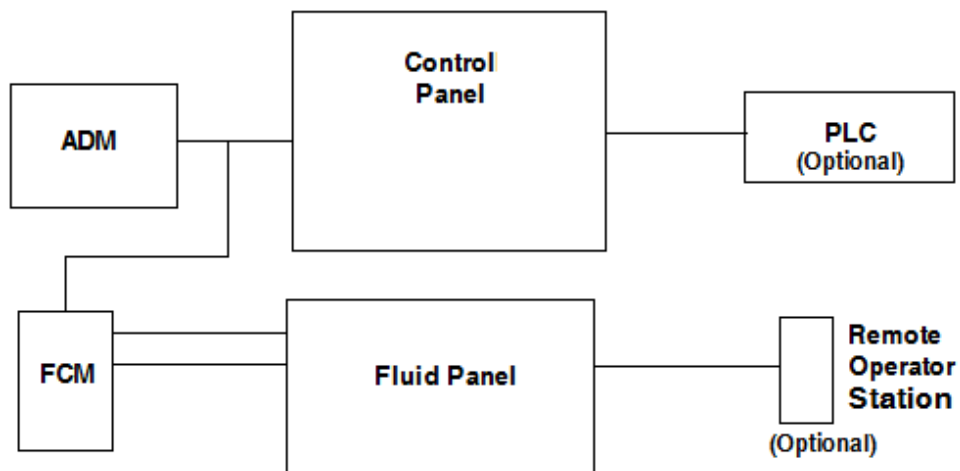 Control
Panel
ADM
PLC
(Optional)
FCM
Fluid Panel
Remote
Operator
Station
(Optional)